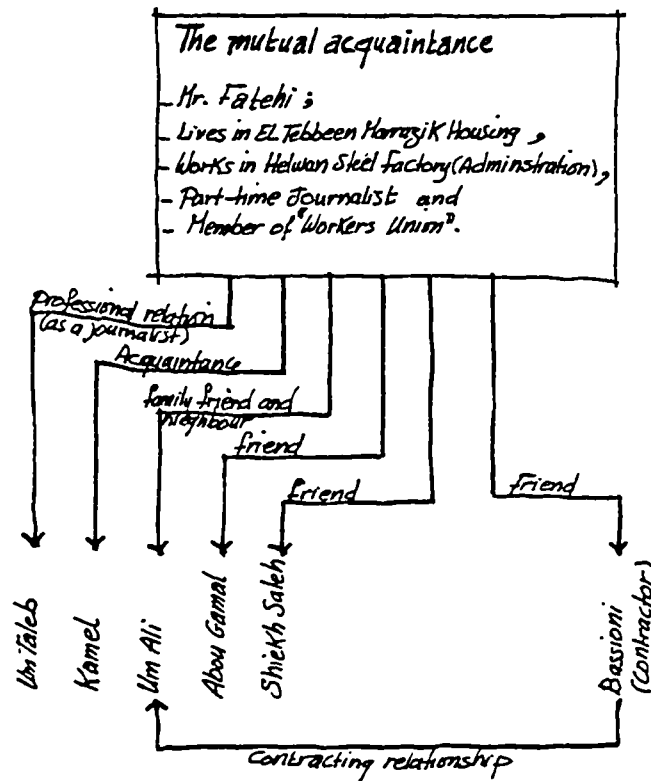 The mutual acquaintance
- Mr. Fatehi ;
- Lives in EL Tebbeen Marrazik Housing ,
- Works in Helwan Steel Factory (Adminstration),
- Part-time Journalist and
- Member of "Workers Union".
professional relation
(as a journalist)
Acquaintance
family friend and
neighbour
friend
friend
friend
Um Taleb
Kamel
Um Ali
Abou Gamal
Shiekh Saleh
Bassioni
(Contractor)
Contracting relationship